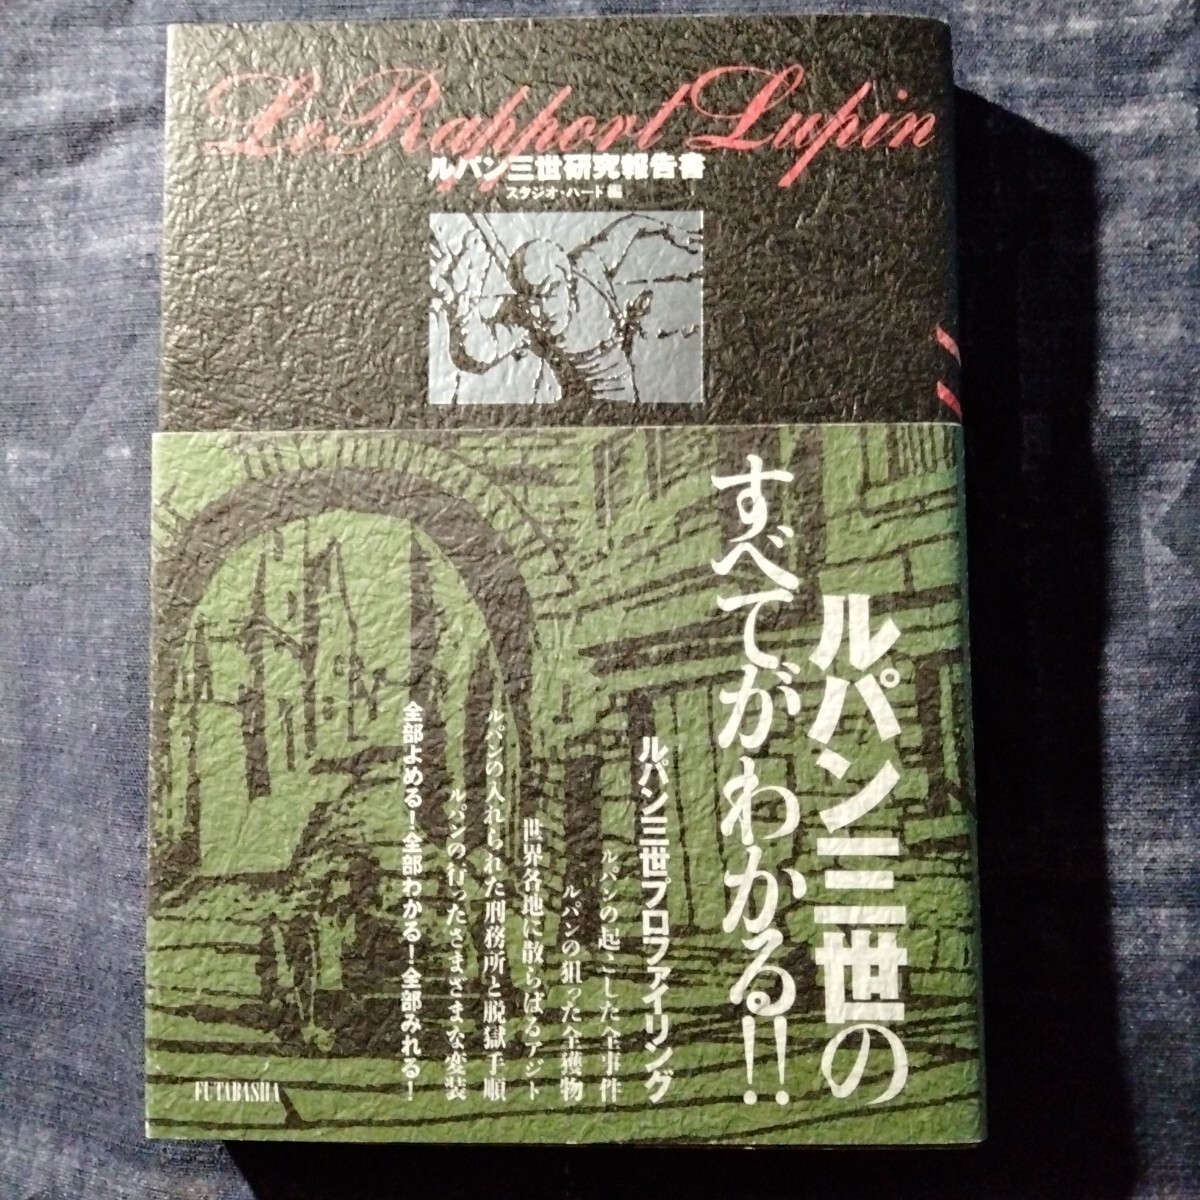 Le Rapport Lupin
ルパン三世研究報告書
スタジオ・ハード編
ルパン三世の
すべてがわかる!!
ルパン三世プロファイリング
ルパンの起こした全事件
ルパンの狙った全獲物
世界各地に散らばるアジト
ルパンの入れられた刑務所と脱獄手順
ルパンの行ったさまざまな変装
全部よめる！全部わかる！全部みれる！
FUTABASHA